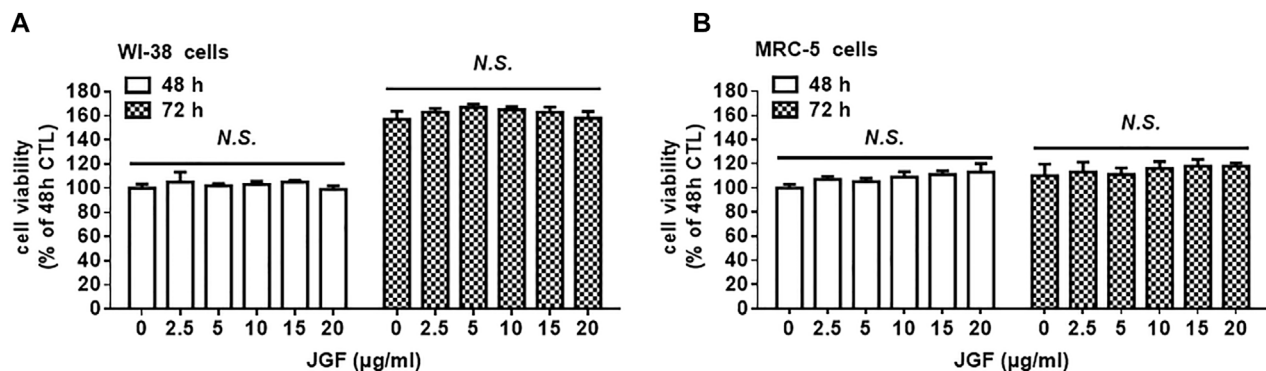 A
WI-38 cells
48 h
72 h
N.S.
N.S.
cell viability
(% of 48h CTL)
180
160
140
120
100
80
60
40
20
0
0 2.5 5 10 15 20 0 2.5 5 10 15 20
JGF (µg/ml)
B
MRC-5 cells
48 h
72 h
N.S.
N.S.
cell viability
(% of 48h CTL)
180
160
140
120
100
80
60
40
20
0
0 2.5 5 10 15 20 0 2.5 5 10 15 20
JGF (µg/ml)